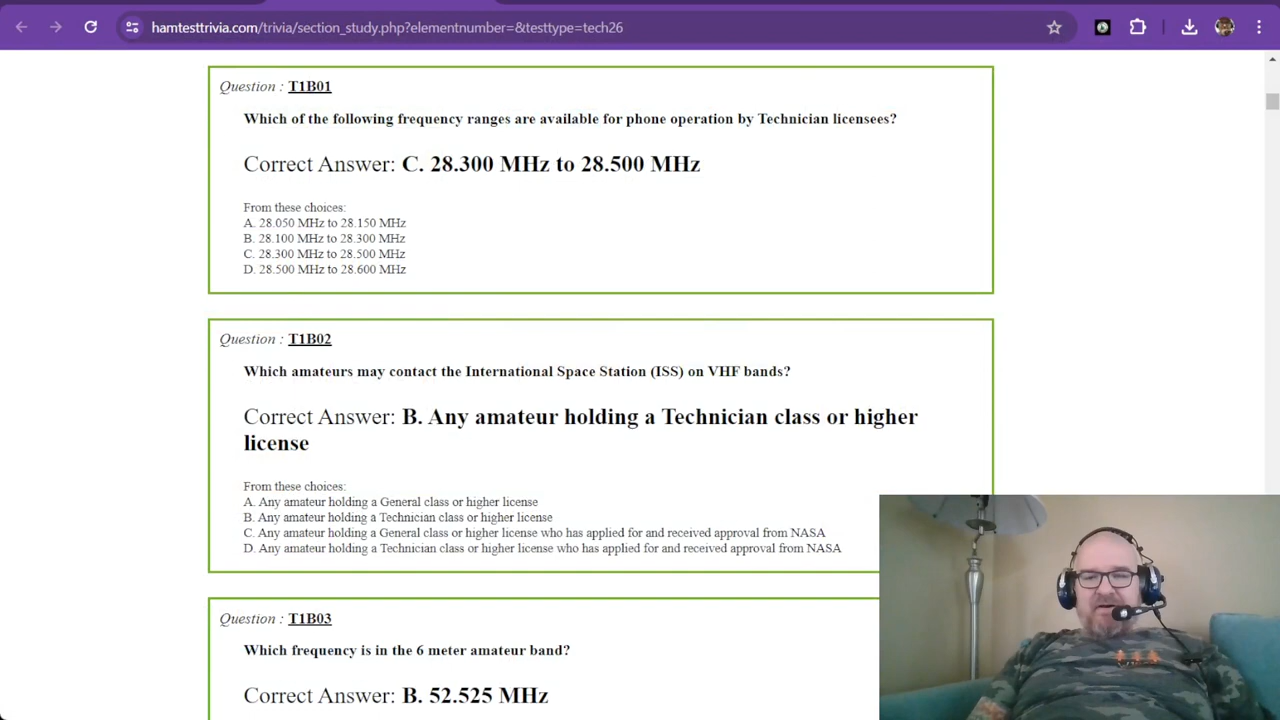 hamtesttrivia.com/trivia/section_study.php?elementnumber=&testtype=tech26
Question : T1B01
Which of the following frequency ranges are available for phone operation by Technician licensees?
Correct Answer: C. 28.300 MHz to 28.500 MHz
From these choices:
A. 28.050 MHz to 28.150 MHz
B. 28.100 MHz to 28.300 MHz
C. 28.300 MHz to 28.500 MHz
D. 28.500 MHz to 28.600 MHz
Question : T1B02
Which amateurs may contact the International Space Station (ISS) on VHF bands?
Correct Answer: B. Any amateur holding a Technician class or higher
license
From these choices:
A. Any amateur holding a General class or higher license
B. Any amateur holding a Technician class or higher license
C. Any amateur holding a General class or higher license who has applied for and received approval from NASA
D. Any amateur holding a Technician class or higher license who has applied for and received approval from NASA
Question : T1B03
Which frequency is in the 6 meter amateur band?
Correct Answer: B. 52.525 MHz